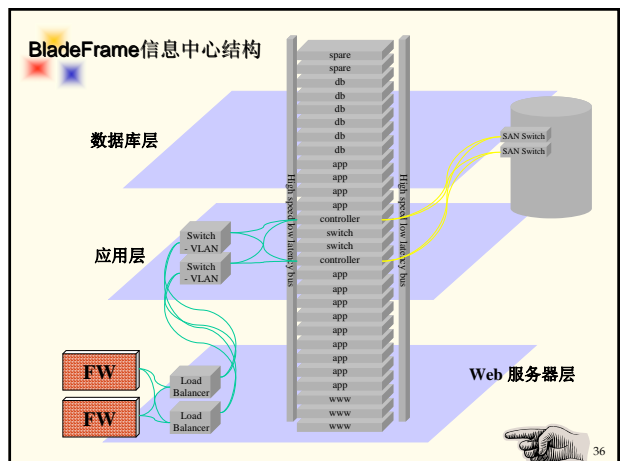 BladeFrame信息中心结构
数据库层
应用层
Web 服务器层
spare
spare
db
db
db
db
db
db
app
app
app
app
controller
switch
switch
controller
app
app
app
app
app
app
app
app
app
www
www
www
High speed low latency bus
High speed low latency bus
SAN Switch
SAN Switch
Switch
- VLAN
Switch
- VLAN
FW
FW
Load
Balancer
Load
Balancer
36